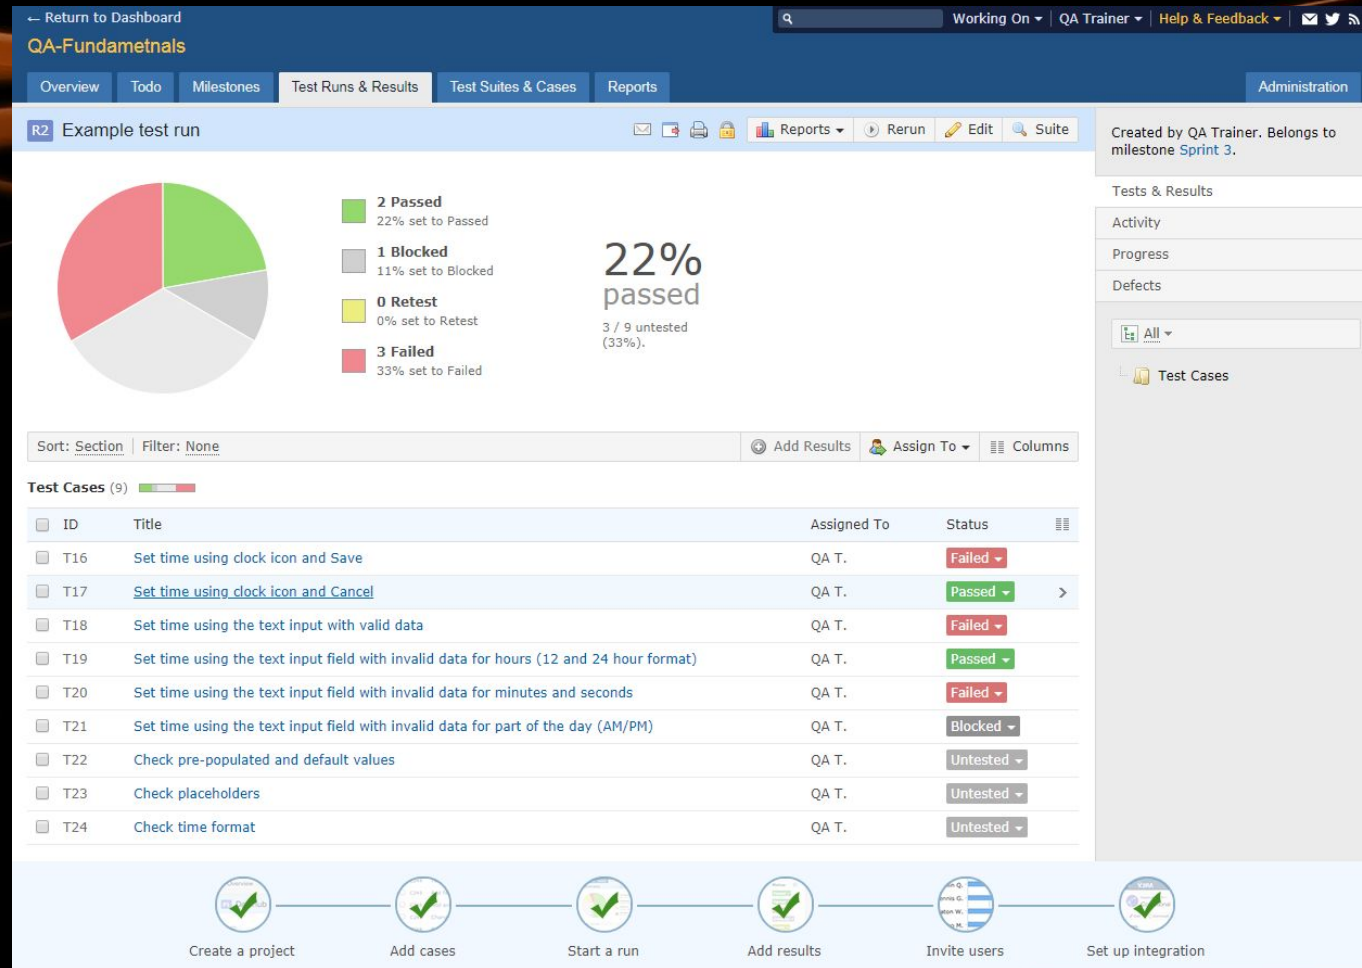 ← Return to Dashboard
Working On
QA Trainer
Help & Feedback
QA-Fundametnals
Overview
Todo
Milestones
Test Runs & Results
Test Suites & Cases
Reports
Administration
R2 Example test run
Reports
Rerun
Edit
Suite
Created by QA Trainer. Belongs to
milestone Sprint 3.
2 Passed
22% set to Passed
1 Blocked
11% set to Blocked
0 Retest
0% set to Retest
3 Failed
33% set to Failed
22%
passed
3 / 9 untested
(33%).
Tests & Results
Activity
Progress
Defects
All
Test Cases
Sort: Section | Filter: None
Add Results
Assign To
Columns
Test Cases (9)
ID Title Assigned To Status
T16 Set time using clock icon and Save QA T. Failed
T17 Set time using clock icon and Cancel QA T. Passed
T18 Set time using the text input with valid data QA T. Failed
T19 Set time using the text input field with invalid data for hours (12 and 24 hour format) QA T. Passed
T20 Set time using the text input field with invalid data for minutes and seconds QA T. Failed
T21 Set time using the text input field with invalid data for part of the day (AM/PM) QA T. Blocked
T22 Check pre-populated and default values QA T. Untested
T23 Check placeholders QA T. Untested
T24 Check time format QA T. Untested
Create a project
Add cases
Start a run
Add results
Invite users
Set up integration